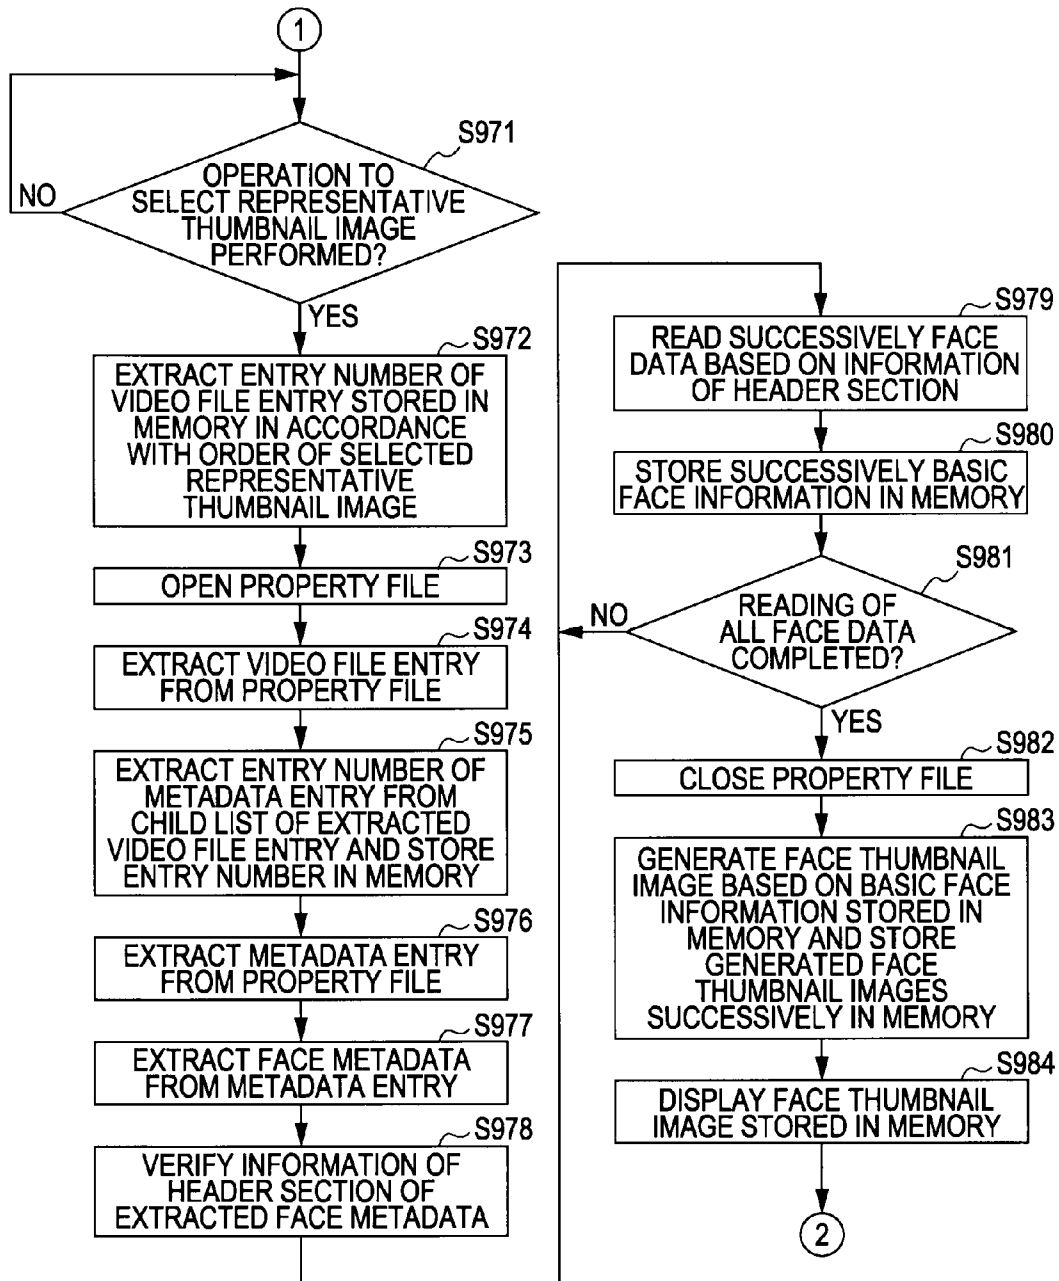 1
S971
OPERATION TO
SELECT REPRESENTATIVE
THUMBNAIL IMAGE
PERFORMED?
NO
YES
S972
EXTRACT ENTRY NUMBER OF
VIDEO FILE ENTRY STORED IN
MEMORY IN ACCORDANCE
WITH ORDER OF SELECTED
REPRESENTATIVE
THUMBNAIL IMAGE
S973
OPEN PROPERTY FILE
S974
EXTRACT VIDEO FILE ENTRY
FROM PROPERTY FILE
S975
EXTRACT ENTRY NUMBER OF
METADATA ENTRY FROM
CHILD LIST OF EXTRACTED
VIDEO FILE ENTRY AND STORE
ENTRY NUMBER IN MEMORY
S976
EXTRACT METADATA ENTRY
FROM PROPERTY FILE
S977
EXTRACT FACE METADATA
FROM METADATA ENTRY
S978
VERIFY INFORMATION OF
HEADER SECTION OF
EXTRACTED FACE METADATA
S979
READ SUCCESSIVELY FACE
DATA BASED ON INFORMATION
OF HEADER SECTION
S980
STORE SUCCESSIVELY BASIC
FACE INFORMATION IN MEMORY
S981
READING OF
ALL FACE DATA
COMPLETED?
NO
YES
S982
CLOSE PROPERTY FILE
S983
GENERATE FACE THUMBNAIL
IMAGE BASED ON BASIC FACE
INFORMATION STORED IN
MEMORY AND STORE
GENERATED FACE
THUMBNAIL IMAGES
SUCCESSIVELY IN MEMORY
S984
DISPLAY FACE THUMBNAIL
IMAGE STORED IN MEMORY
2